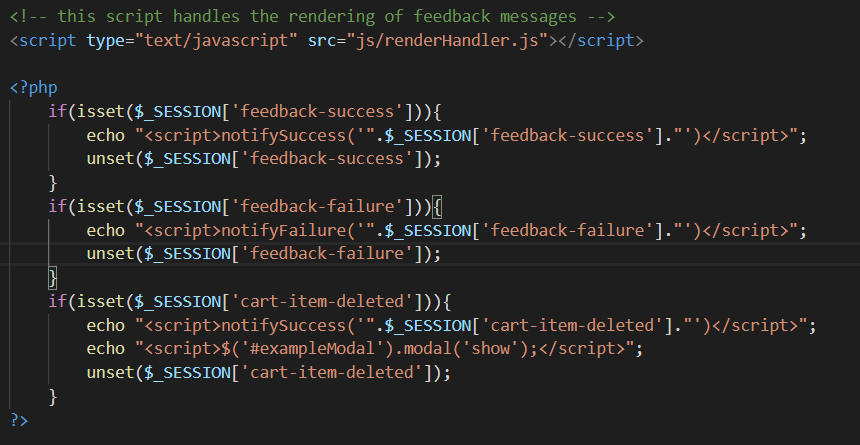 <!-- this script handles the rendering of feedback messages -->
<script type="text/javascript" src="js/renderHandler.js"></script>
<?php
if(isset($_SESSION['feedback-success'])){
echo "<script>notifySuccess('".$_SESSION['feedback-success']."')</script>";
unset($_SESSION['feedback-success']);
}
if(isset($_SESSION['feedback-failure'])){
echo "<script>notifyFailure('".$_SESSION['feedback-failure']."')</script>";
unset($_SESSION['feedback-failure']);
}
if(isset($_SESSION['cart-item-deleted'])){
echo "<script>notifySuccess('".$_SESSION['cart-item-deleted']."')</script>";
echo "<script>$('#exampleModal').modal('show');</script>";
unset($_SESSION['cart-item-deleted']);
}
?>